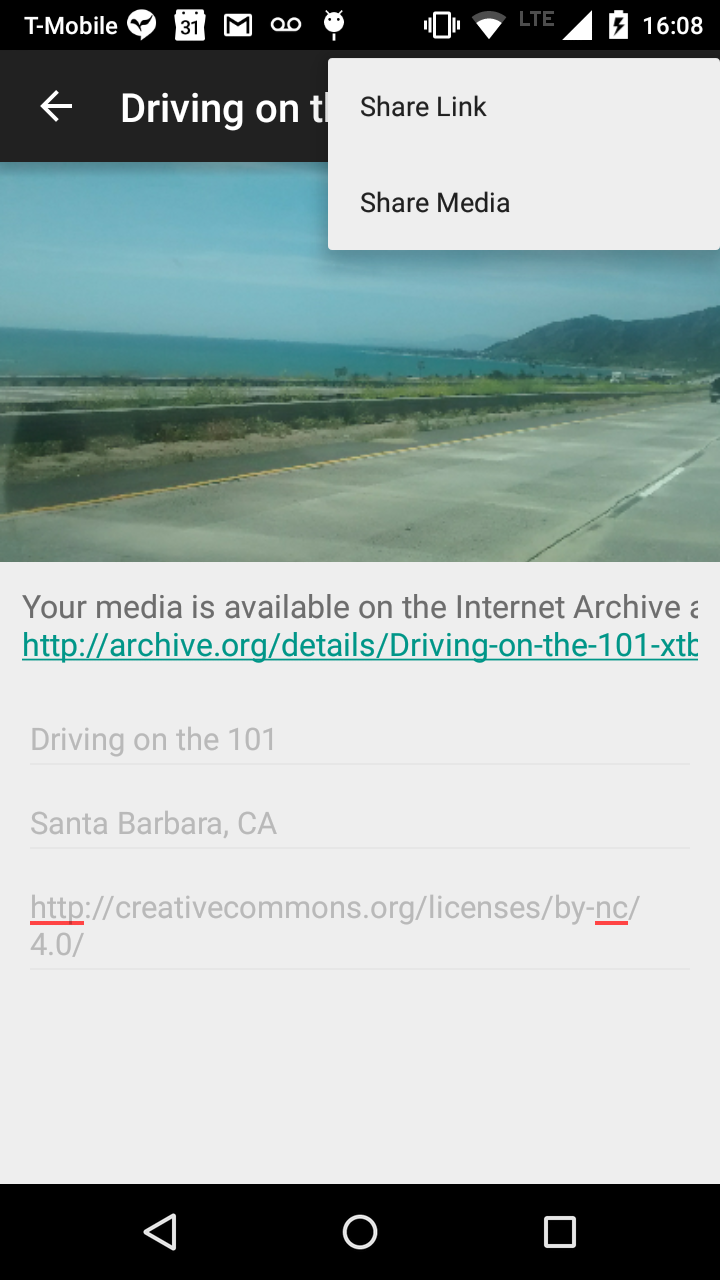 T-Mobile 31 LTE 16:08
Driving on t
Share Link
Share Media
Your media is available on the Internet Archive a
http://archive.org/details/Driving-on-the-101-xtb
Driving on the 101
Santa Barbara, CA
http://creativecommons.org/licenses/by-nc/
4.0/